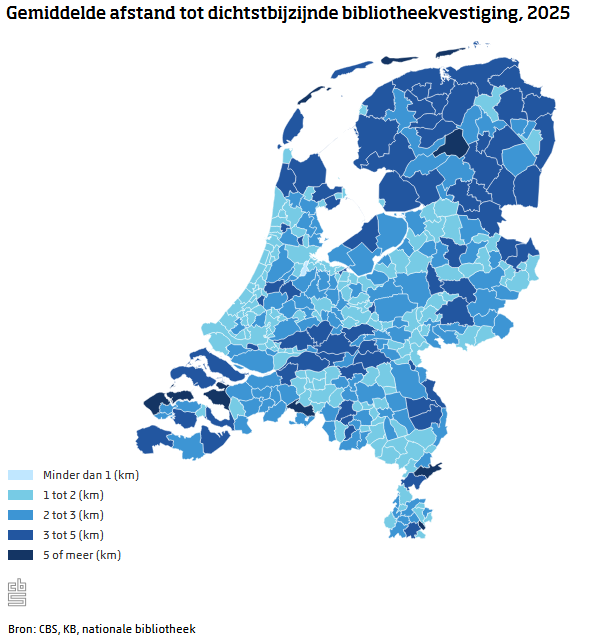 Gemiddelde afstand tot dichtstbijzijnde bibliotheekvestiging, 2025
Minder dan 1 (km)
1 tot 2 (km)
2 tot 3 (km)
3 tot 5 (km)
5 of meer (km)
cbs
Bron: CBS, KB, nationale bibliotheek